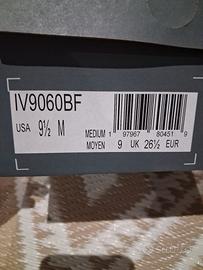 IV9060BF
USA 9½ M
MEDIUM 1 97967 80451 9
MOYEN 9 UK 26½ EUR